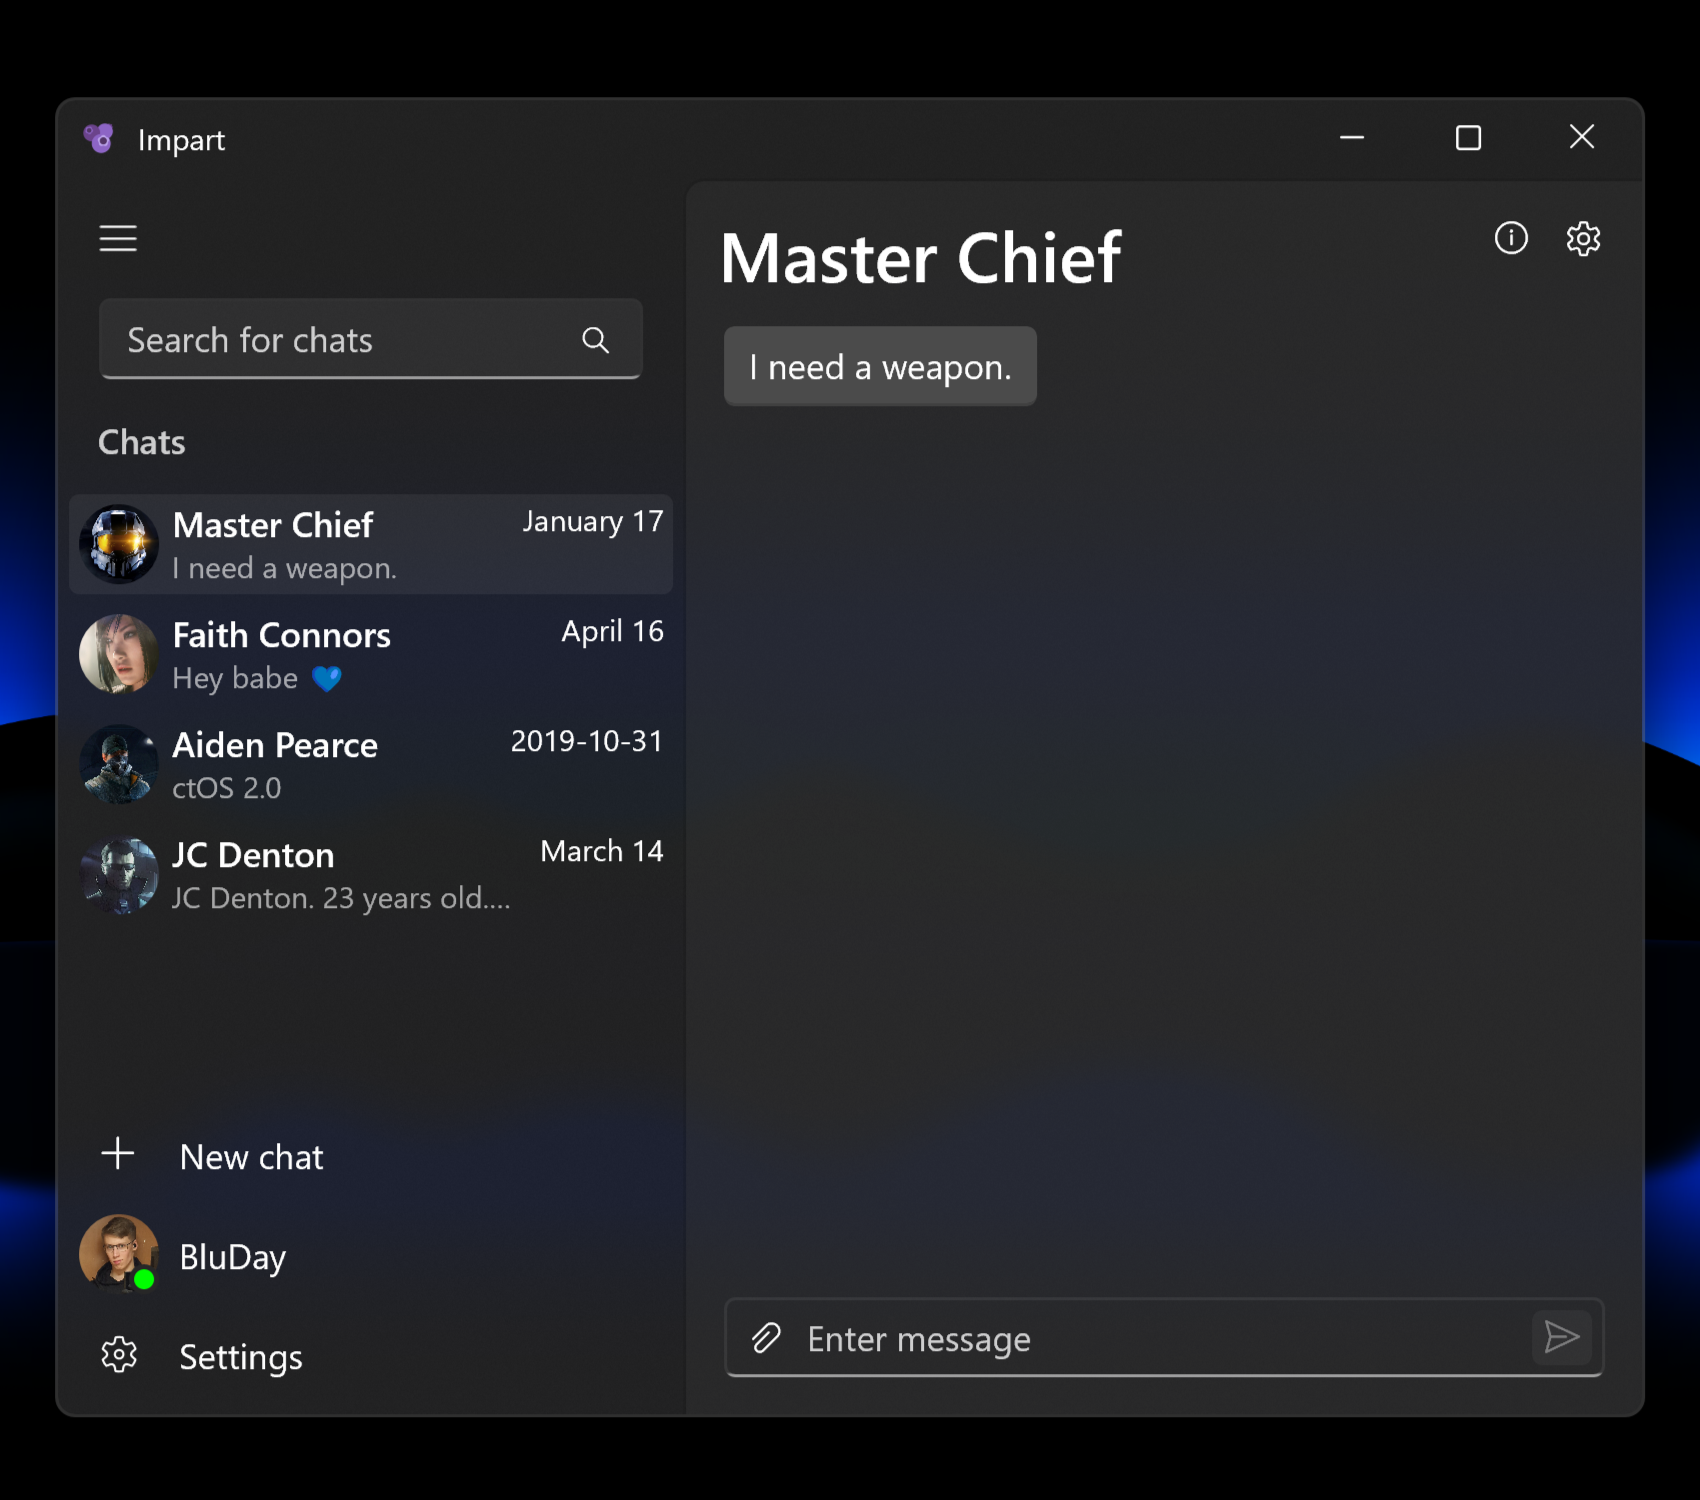 Impart
Search for chats
Chats
Master Chief
January 17
I need a weapon.
Faith Connors
April 16
Hey babe 💙
Aiden Pearce
2019-10-31
ctOS 2.0
JC Denton
March 14
JC Denton. 23 years old....
New chat
BluDay
Settings
Master Chief
I need a weapon.
Enter message